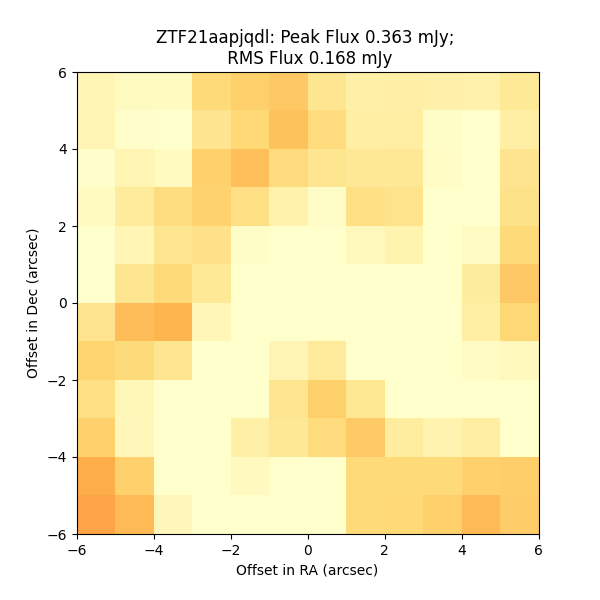 ZTF21aapjqdl: Peak Flux 0.363 mJy;
RMS Flux 0.168 mJy
6
4
2
0
−2
−4
−6
Offset in Dec (arcsec)
−6 −4 −2 0 2 4 6
Offset in RA (arcsec)